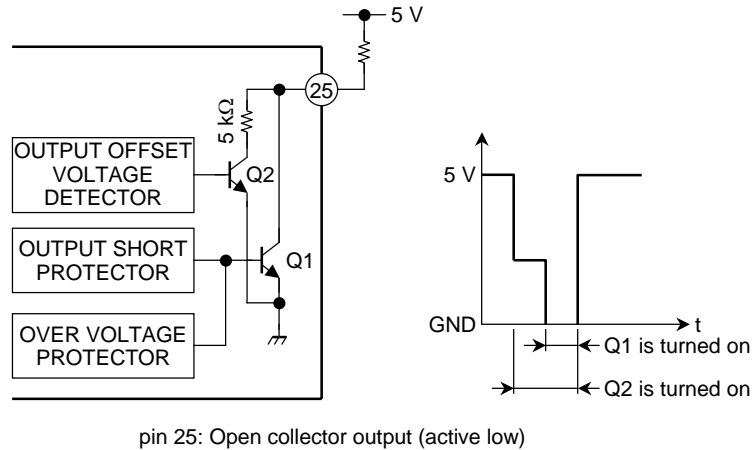 5 V
25
5 kΩ
OUTPUT OFFSET
VOLTAGE
DETECTOR
Q2
OUTPUT SHORT
PROTECTOR
Q1
OVER VOLTAGE
PROTECTOR
5 V
GND
t
Q1 is turned on
Q2 is turned on
pin 25: Open collector output (active low)